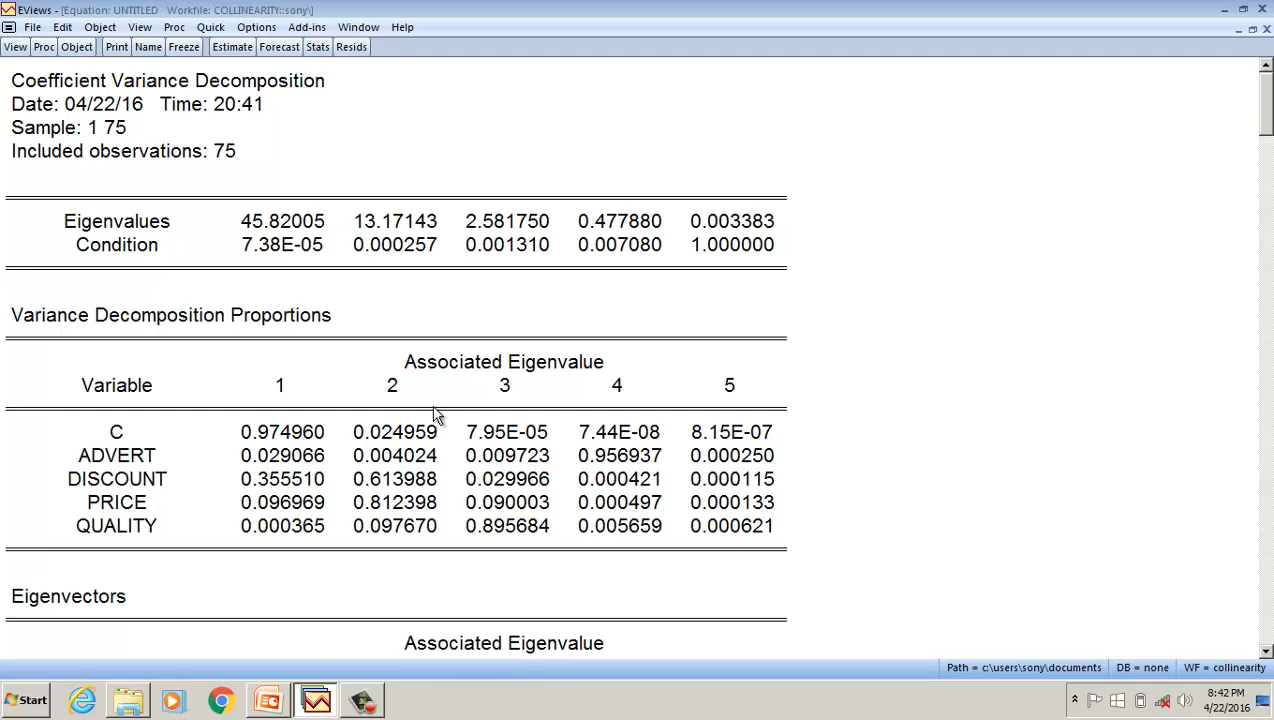 EViews - [Equation: UNTITLED   Workfile: COLLINEARITY::sony\]
File Edit Object View Proc Quick Options Add-ins Window Help
View Proc Object Print Name Freeze Estimate Forecast Stats Resids
Coefficient Variance Decomposition
Date: 04/22/16   Time: 20:41
Sample: 1 75
Included observations: 75
Eigenvalues 45.82005 13.17143 2.581750 0.477880 0.003383
Condition 7.38E-05 0.000257 0.001310 0.007080 1.000000
Variance Decomposition Proportions
Associated Eigenvalue
Variable 1 2 3 4 5
C 0.974960 0.024959 7.95E-05 7.44E-08 8.15E-07
ADVERT 0.029066 0.004024 0.009723 0.956937 0.000250
DISCOUNT 0.355510 0.613988 0.029966 0.000421 0.000115
PRICE 0.096969 0.812398 0.090003 0.000497 0.000133
QUALITY 0.000365 0.097670 0.895684 0.005659 0.000621
Eigenvectors
Associated Eigenvalue
Path = c:\users\sony\documents DB = none WF = collinearity
Start
8:42 PM
4/22/2016